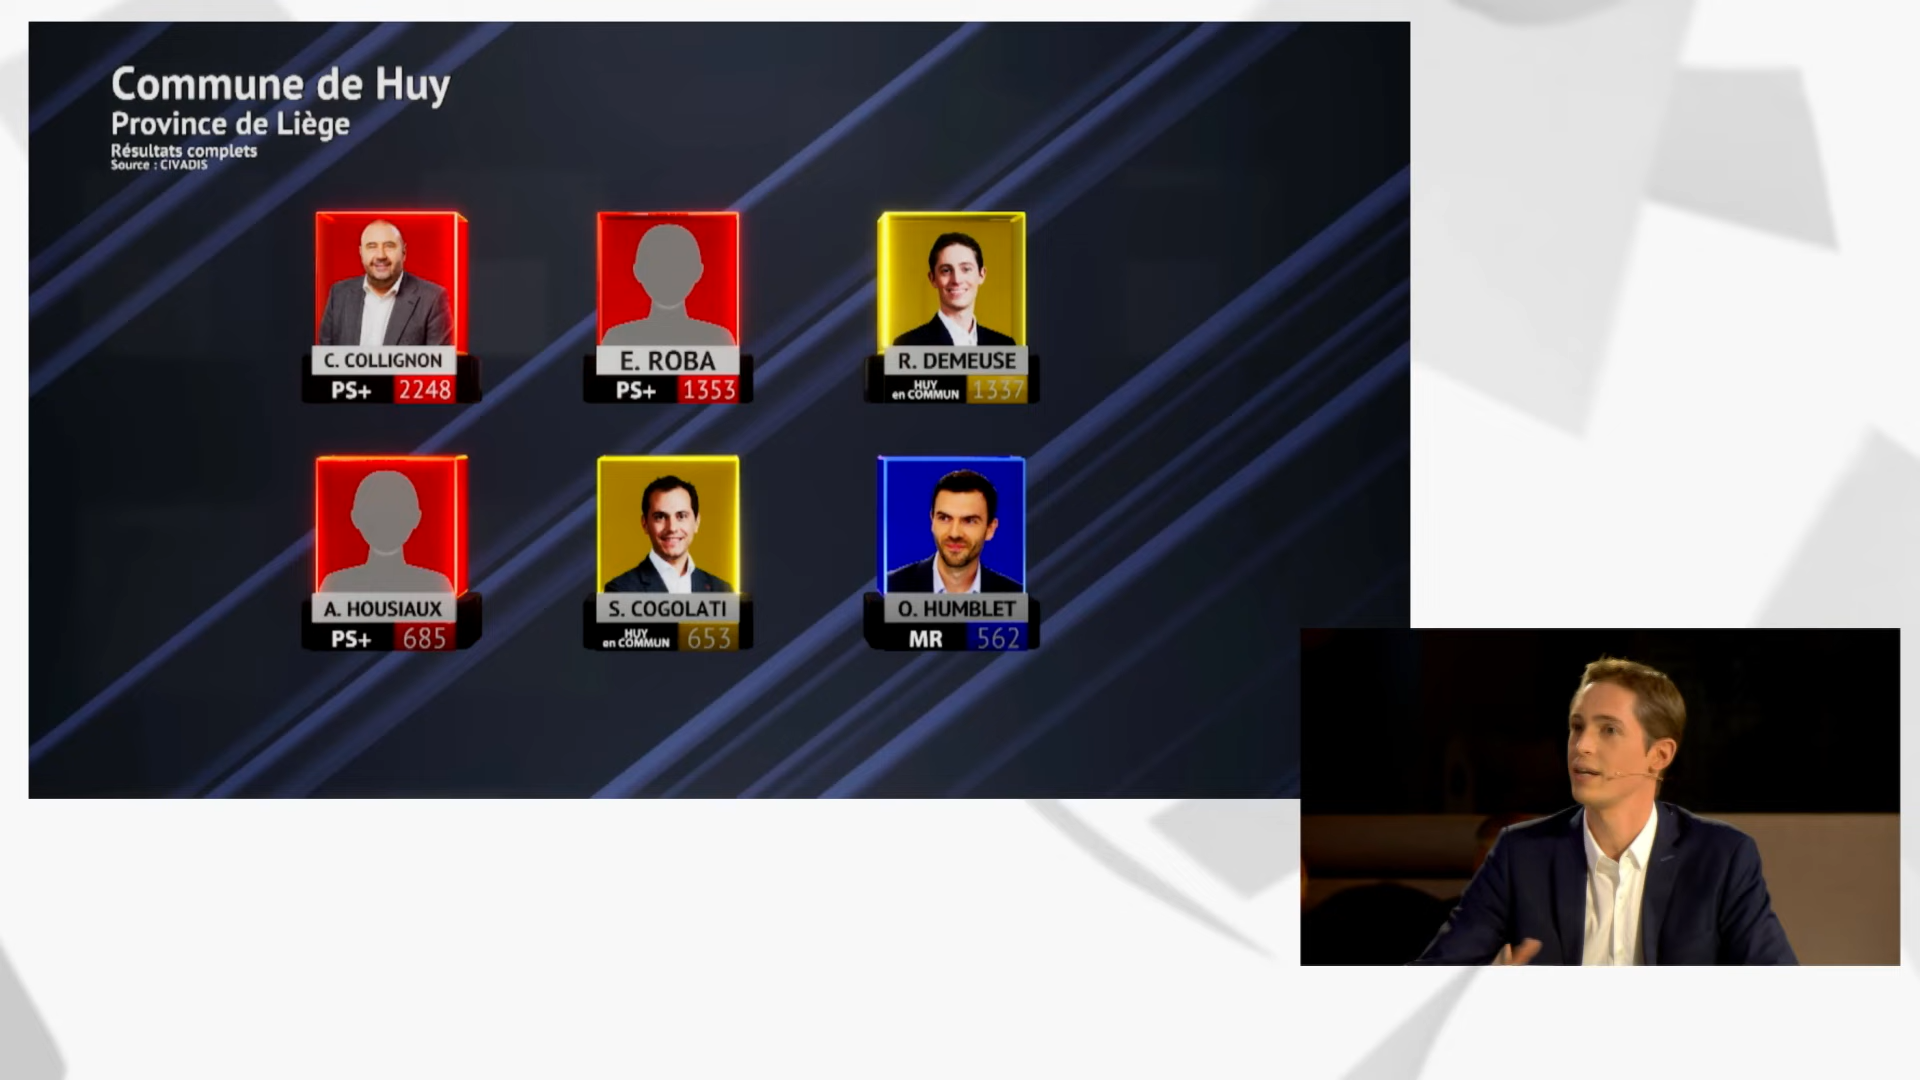 Commune de Huy
Province de Liège
Résultats complets
Source : CIVADIS
C. COLLIGNON
PS+ 2248
E. ROBA
PS+ 1353
R. DEMEUSE
HUY
en COMMUN 1337
A. HOUSIAUX
PS+ 685
S. COGOLATI
HUY
en COMMUN 653
O. HUMBLET
MR 562